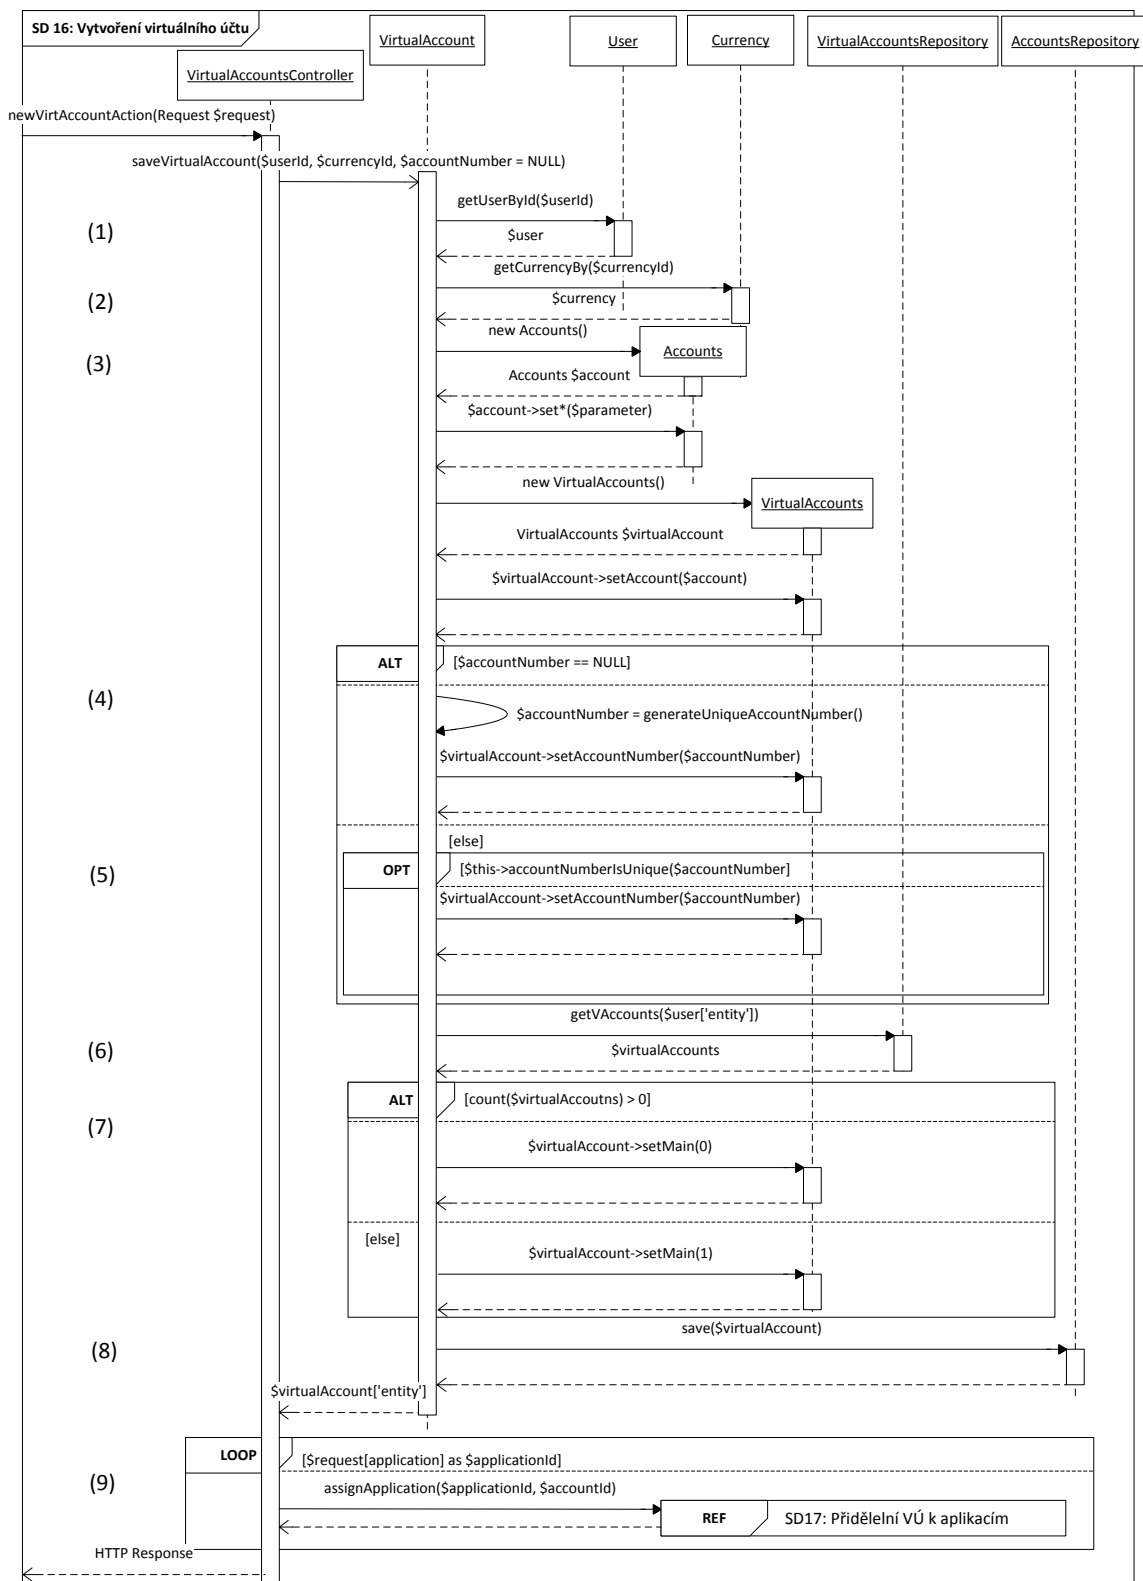 SD 16: Vytvoření virtuálního účtu
VirtualAccount
User
Currency
VirtualAccountsRepository
AccountsRepository
VirtualAccountsController
newVirtAccountAction(Request $request)
saveVirtualAccount($userId, $currencyId, $accountNumber = NULL)
getUserById($userId)
(1)
$user
getCurrencyBy($currencyId)
(2)
$currency
new Accounts()
(3)
Accounts
Accounts $account
$account->set*($parameter)
new VirtualAccounts()
VirtualAccounts
VirtualAccounts $virtualAccount
$virtualAccount->setAccount($account)
ALT
[$accountNumber == NULL]
(4)
$accountNumber = generateUniqueAccountNumber()
$virtualAccount->setAccountNumber($accountNumber)
[else]
(5)
OPT
[$this->accountNumberIsUnique($accountNumber]
$virtualAccount->setAccountNumber($accountNumber)
getVAccounts($user['entity'])
(6)
$virtualAccounts
ALT
[count($virtualAccoutns) > 0]
(7)
$virtualAccount->setMain(0)
[else]
$virtualAccount->setMain(1)
save($virtualAccount)
(8)
$virtualAccount['entity']
LOOP
[$request[application] as $applicationId]
(9)
assignApplication($applicationId, $accountId)
REF
SD17: Přidělelní VÚ k aplikacím
HTTP Response